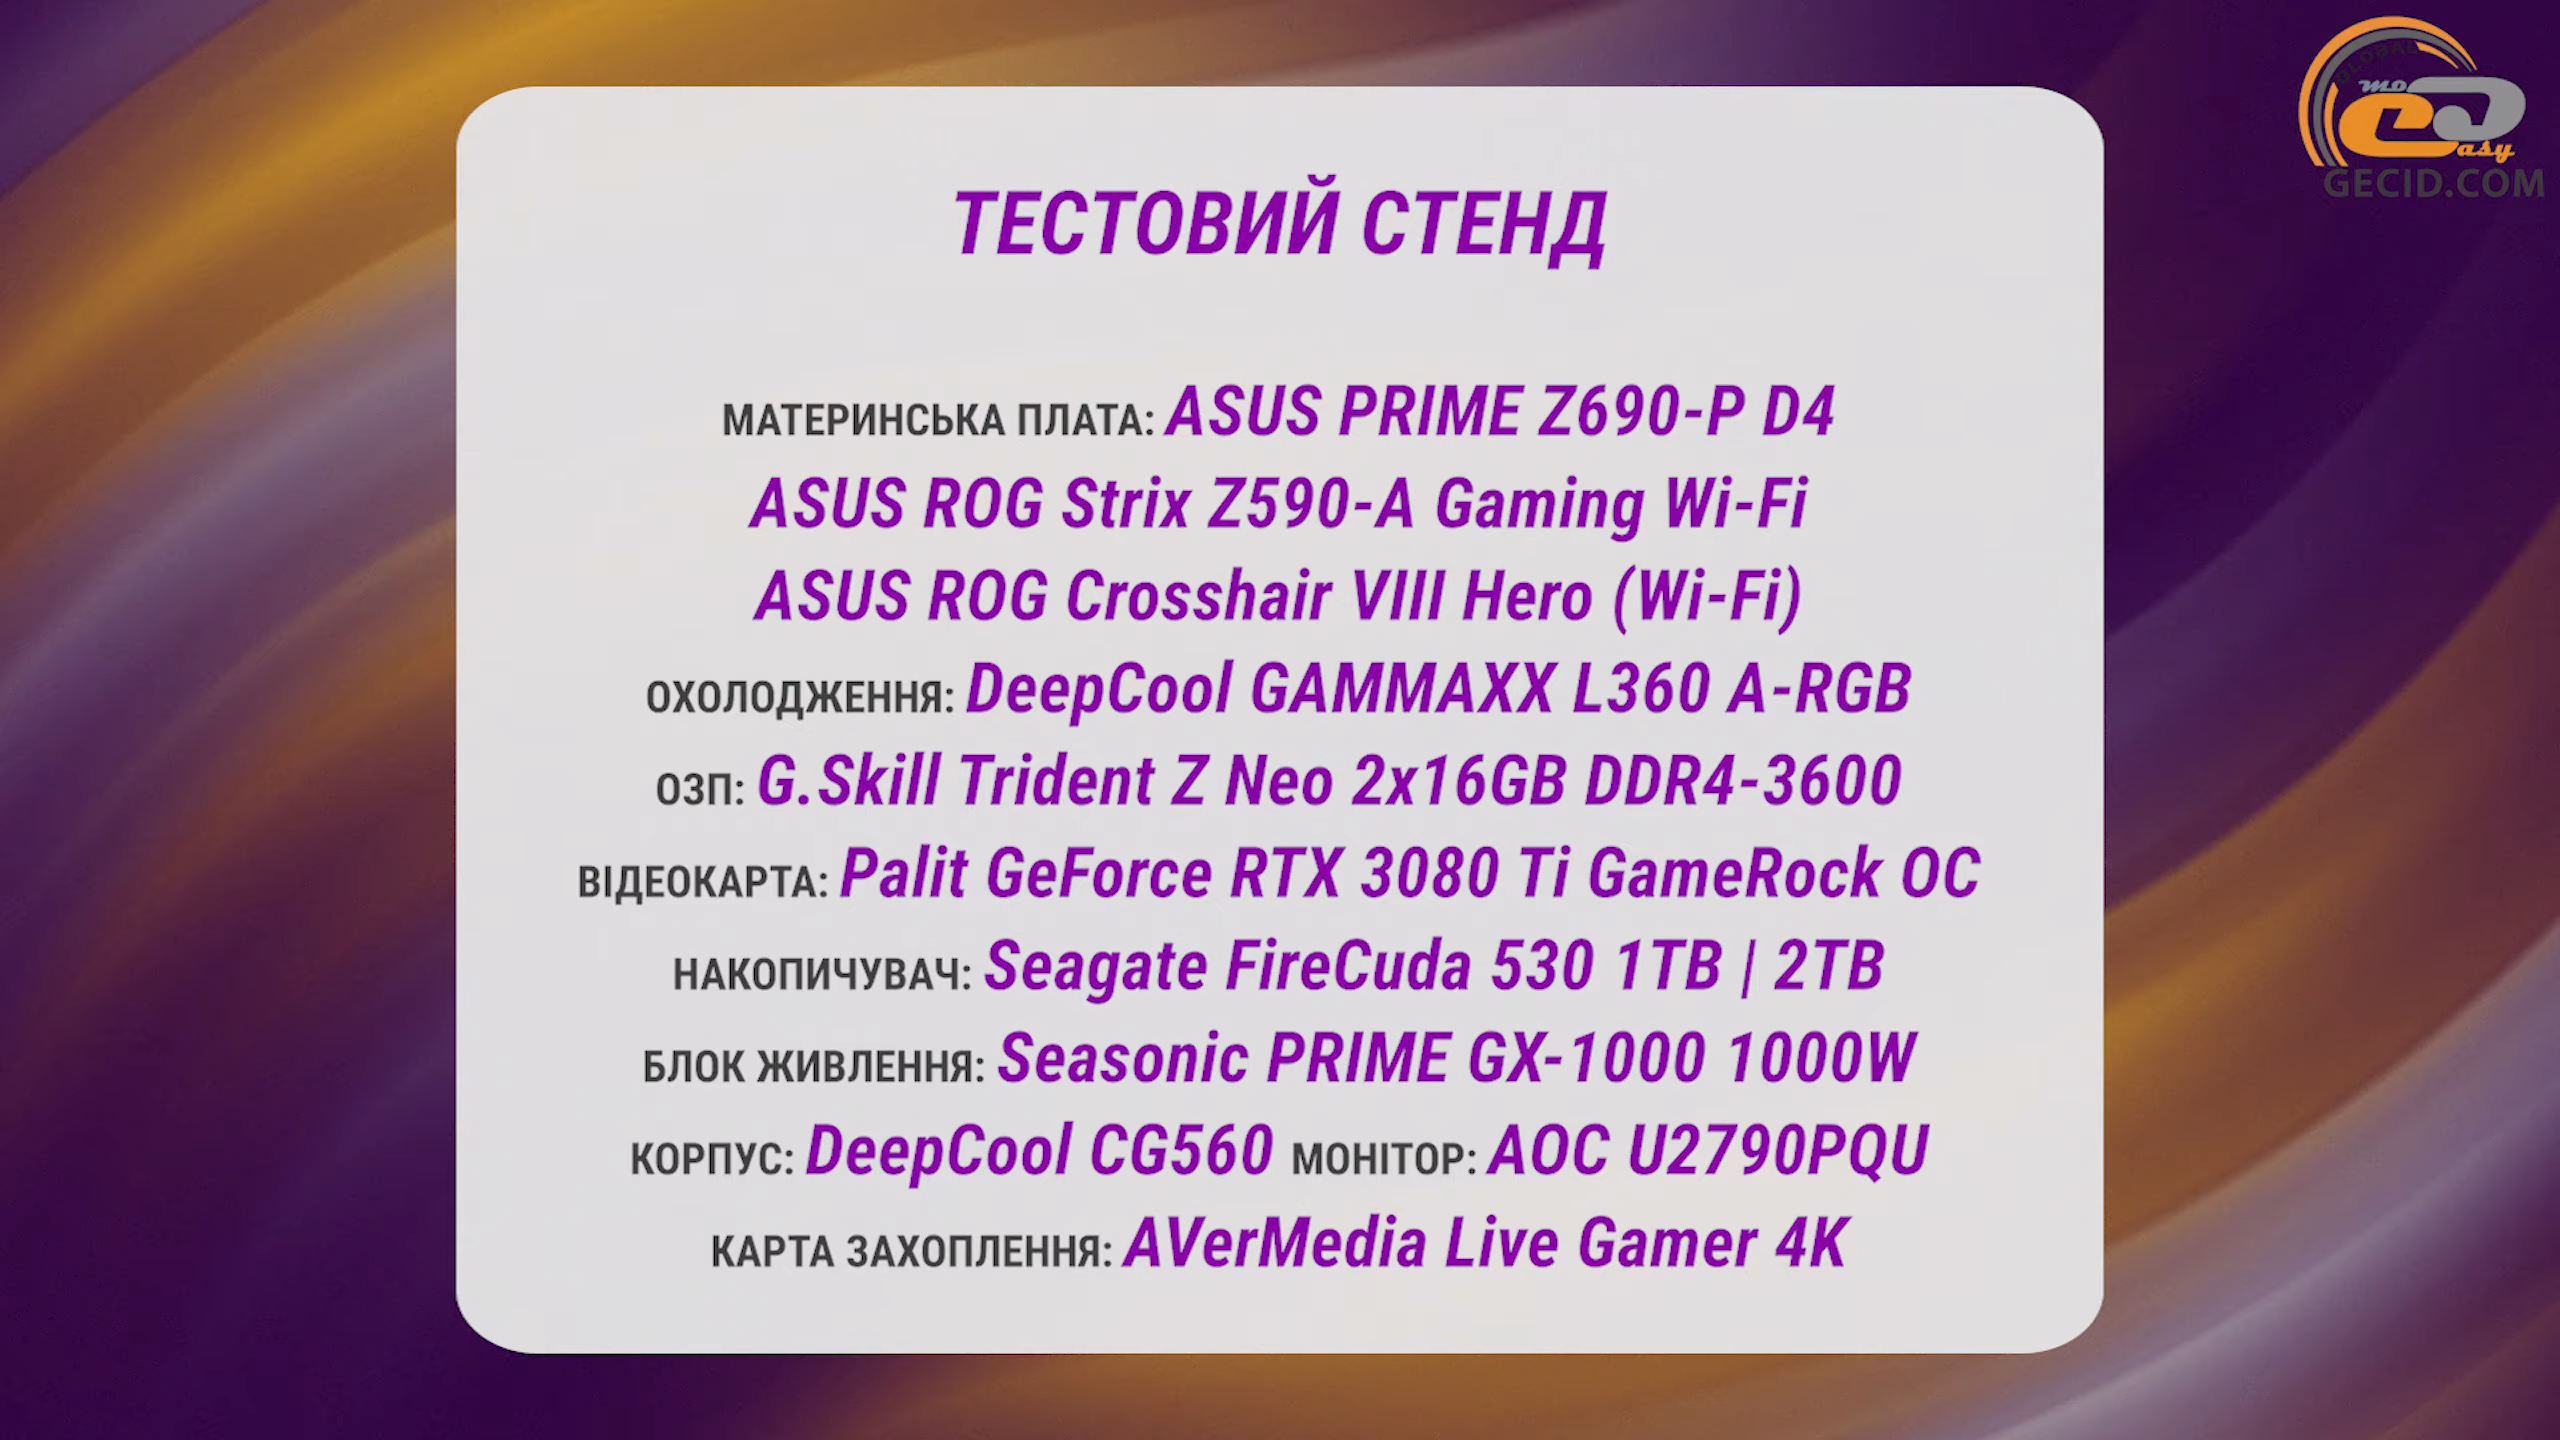 GLOBAL
mo
easy
GECID.COM
ТЕСТОВИЙ СТЕНД
МАТЕРИНСЬКА ПЛАТА: ASUS PRIME Z690-P D4
ASUS ROG Strix Z590-A Gaming Wi-Fi
ASUS ROG Crosshair VIII Hero (Wi-Fi)
ОХОЛОДЖЕННЯ: DeepCool GAMMAXX L360 A-RGB
ОЗП: G.Skill Trident Z Neo 2x16GB DDR4-3600
ВІДЕОКАРТА: Palit GeForce RTX 3080 Ti GameRock OC
НАКОПИЧУВАЧ: Seagate FireCuda 530 1TB | 2TB
БЛОК ЖИВЛЕННЯ: Seasonic PRIME GX-1000 1000W
КОРПУС: DeepCool CG560 МОНІТОР: AOC U2790PQU
КАРТА ЗАХОПЛЕННЯ: AVerMedia Live Gamer 4K